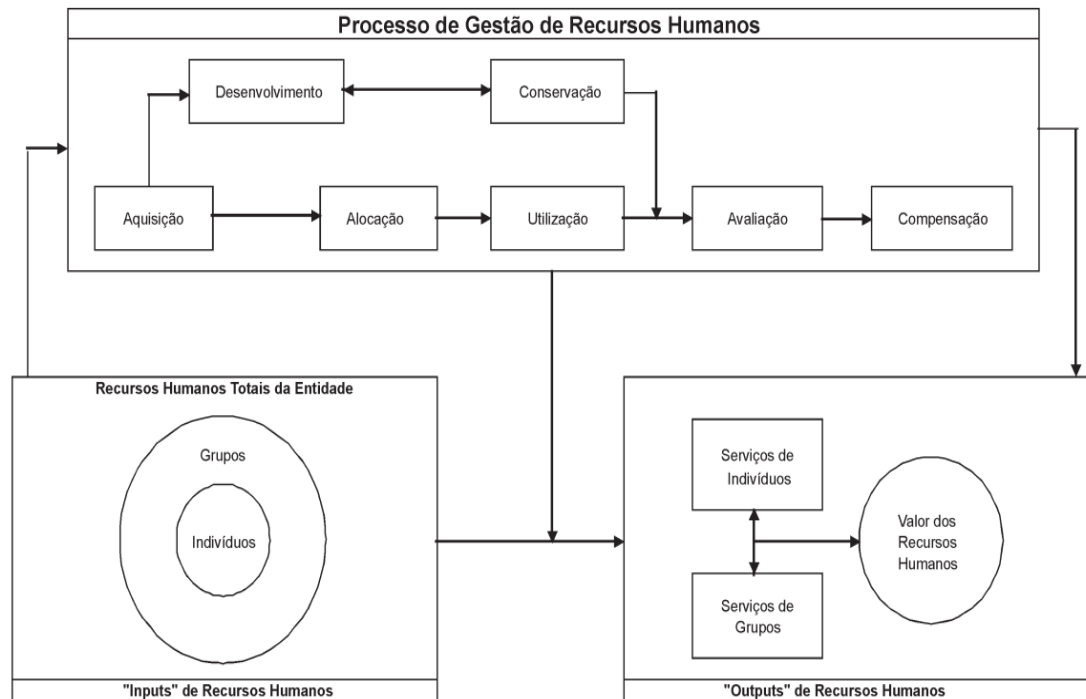 Processo de Gestão de Recursos Humanos
Desenvolvimento
Conservação
Aquisição
Alocação
Utilização
Avaliação
Compensação
Recursos Humanos Totais da Entidade
Grupos
Indivíduos
"Inputs" de Recursos Humanos
Serviços de
Indivíduos
Valor dos
Recursos
Humanos
Serviços de
Grupos
"Outputs" de Recursos Humanos